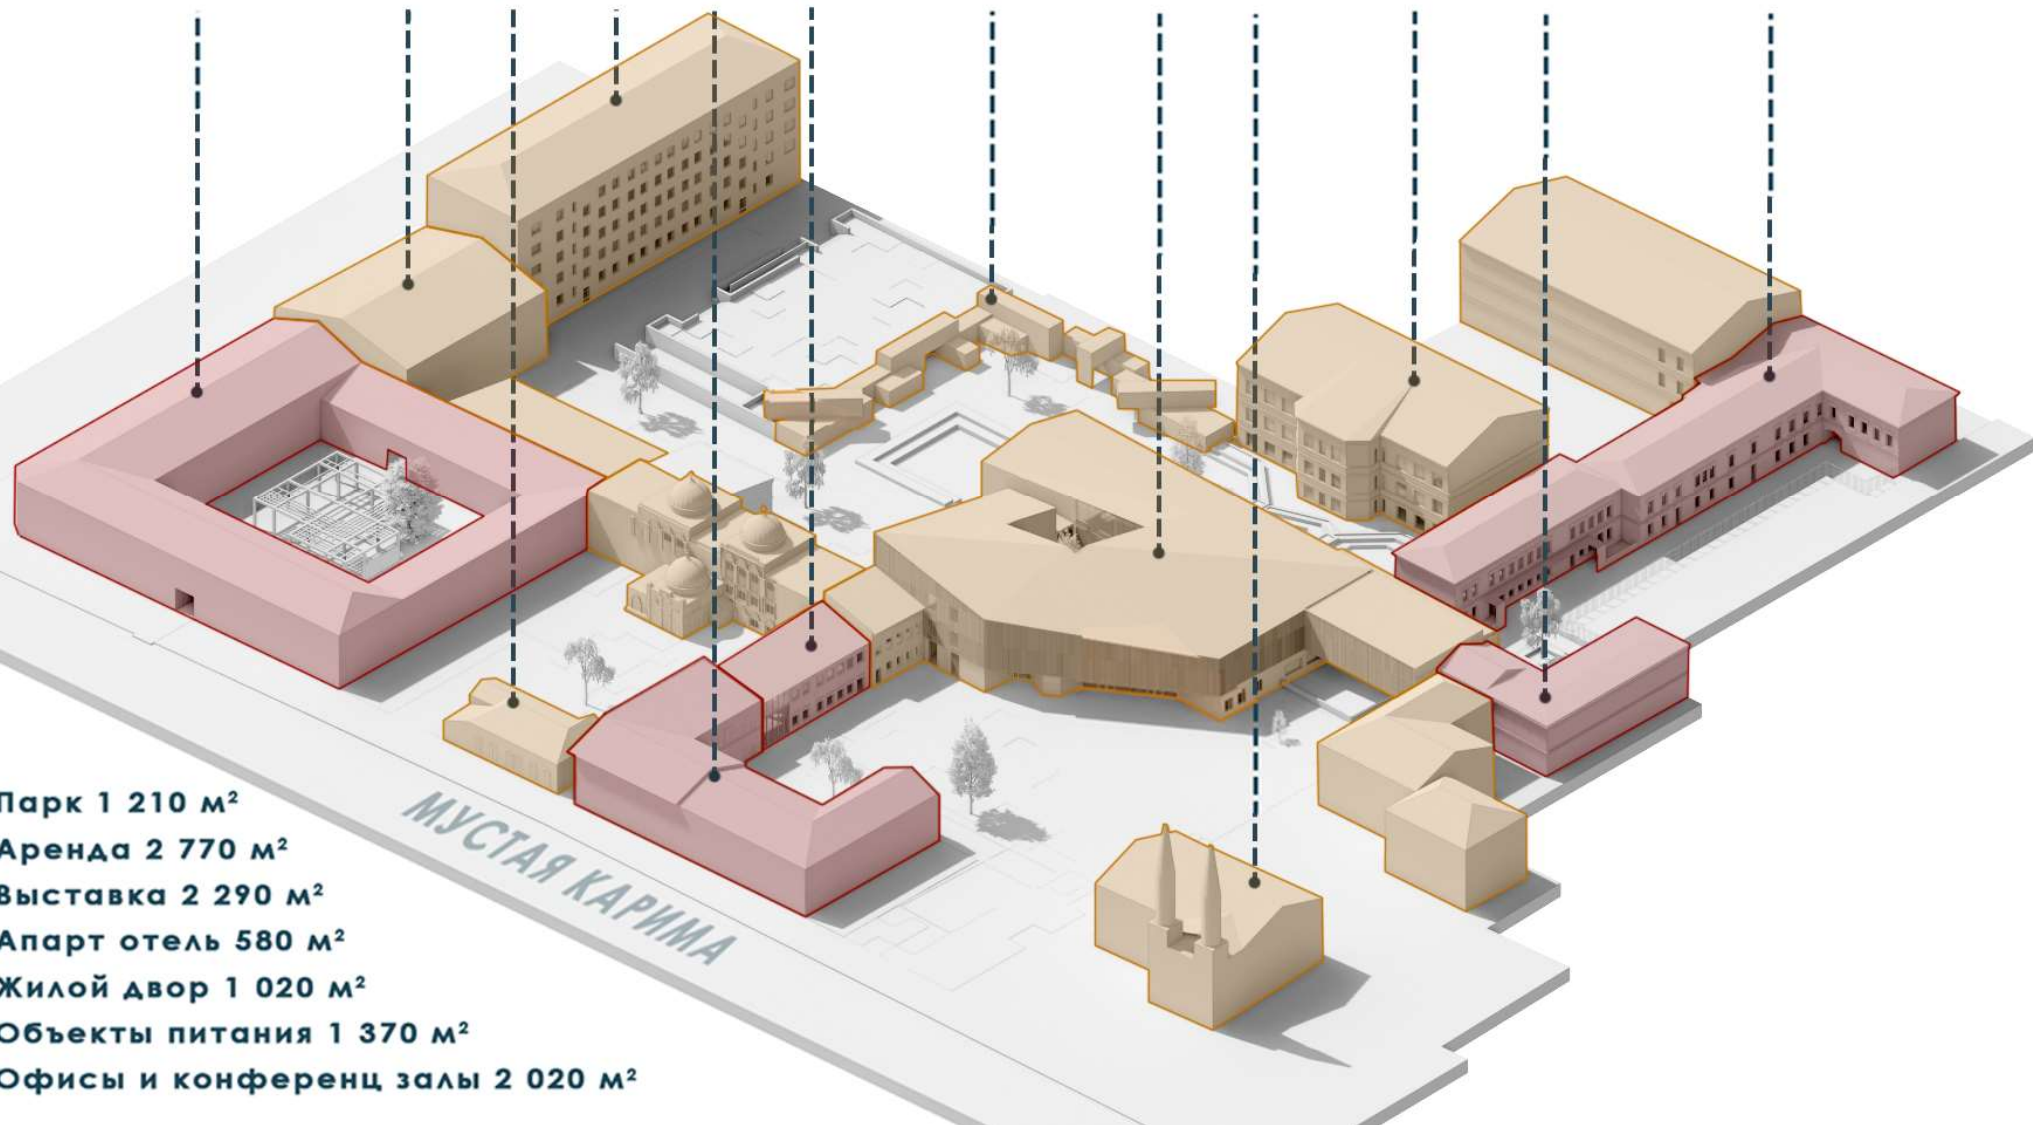 МУСТАЯ КАРИМА
Парк 1 210 м²
Аренда 2 770 м²
Выставка 2 290 м²
Апарт отель 580 м²
Жилой двор 1 020 м²
Объекты питания 1 370 м²
Офисы и конференц залы 2 020 м²